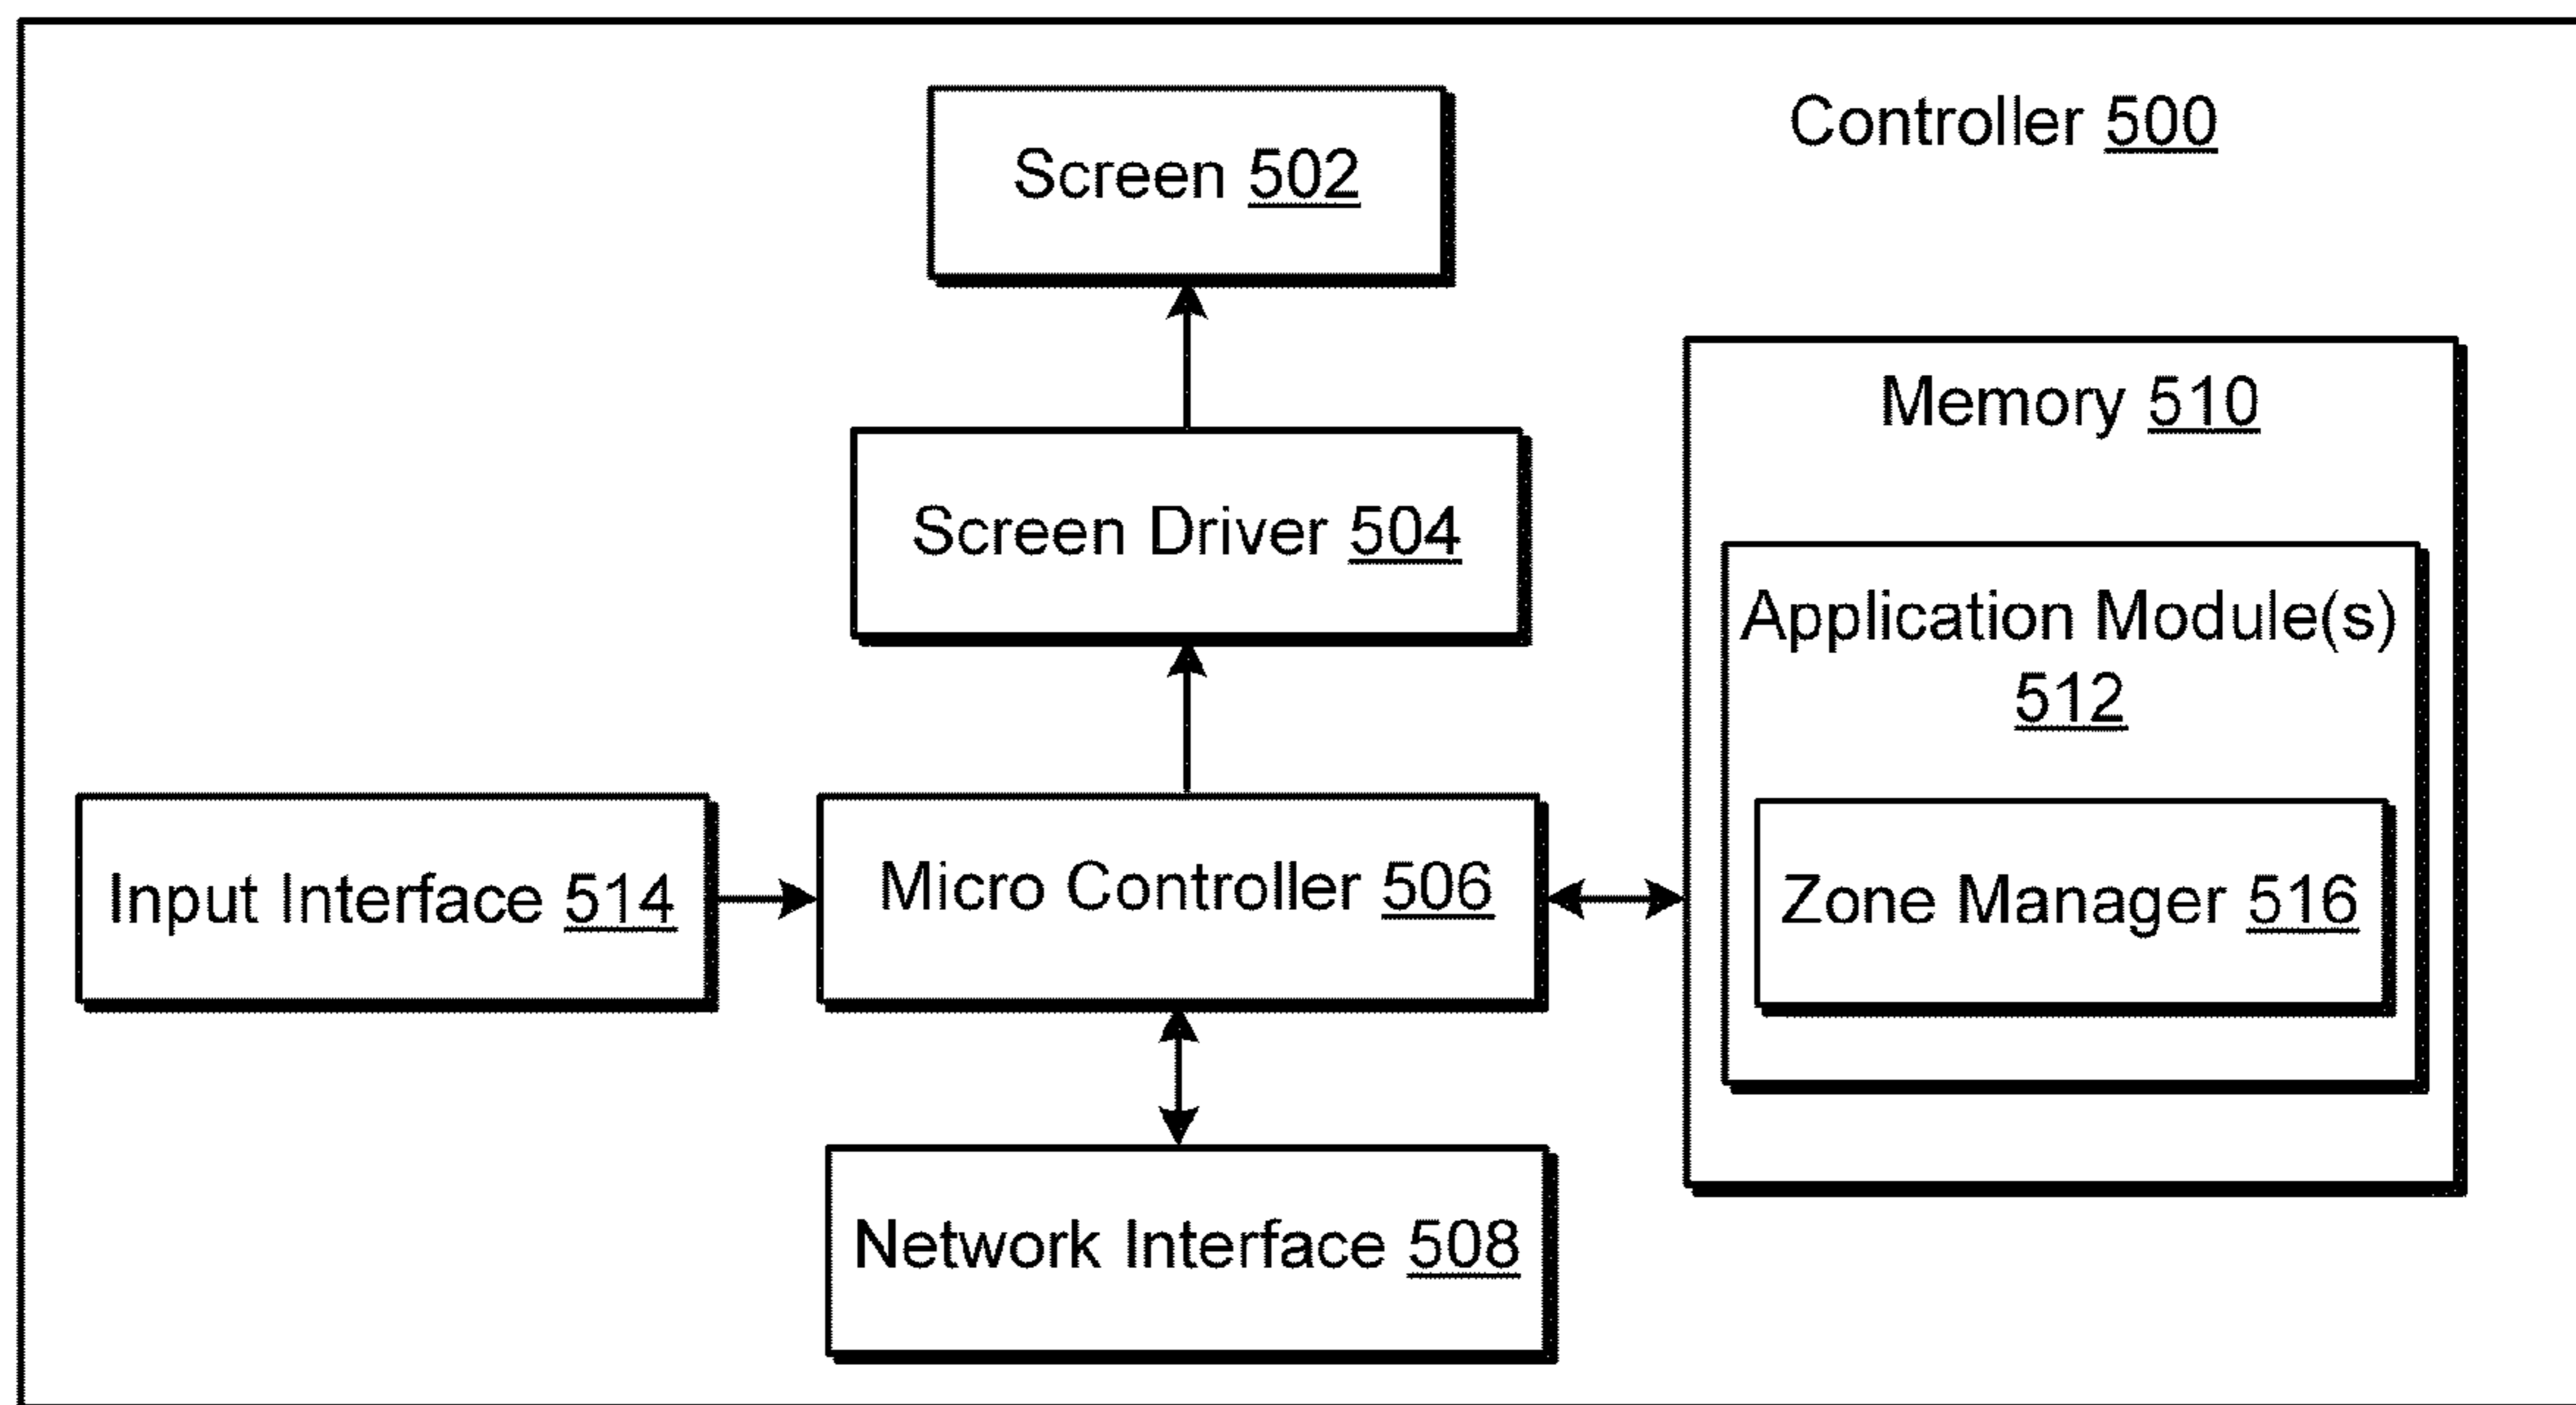 Controller 500
Screen 502
Screen Driver 504
Memory 510
Application Module(s)
512
Input Interface 514
Micro Controller 506
Zone Manager 516
Network Interface 508